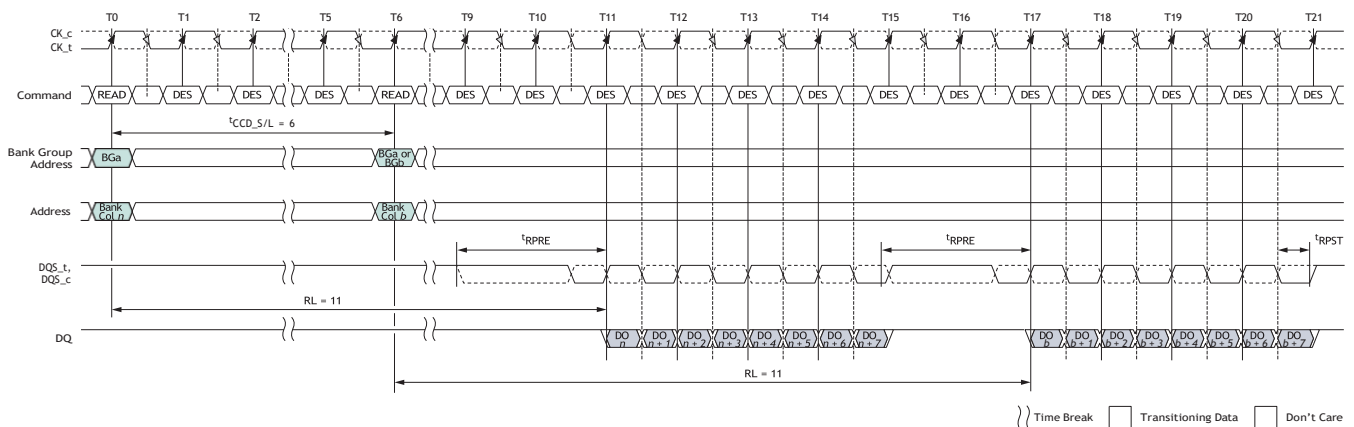 T0 T1 T2 T5 T6 T9 T10 T11 T12 T13 T14 T15 T16 T17 T18 T19 T20 T21
CK_c
CK_t
Command READ DES DES DES READ DES DES DES DES DES DES DES DES DES DES DES DES DES
tCCD_S/L = 6
Bank Group
Address
BGa
BGa or
BGb
Address
Bank
Col n
Bank
Col b
tRPRE tRPRE tRPST
DQS_t,
DQS_c
RL = 11
DQ
DO
n
DO
n + 1
DO
n + 2
DO
n + 3
DO
n + 4
DO
n + 5
DO
n + 6
DO
n + 7
DO
b
DO
b + 1
DO
b + 2
DO
b + 3
DO
b + 4
DO
b + 5
DO
b + 6
DO
b + 7
RL = 11
Time Break Transitioning Data Don't Care